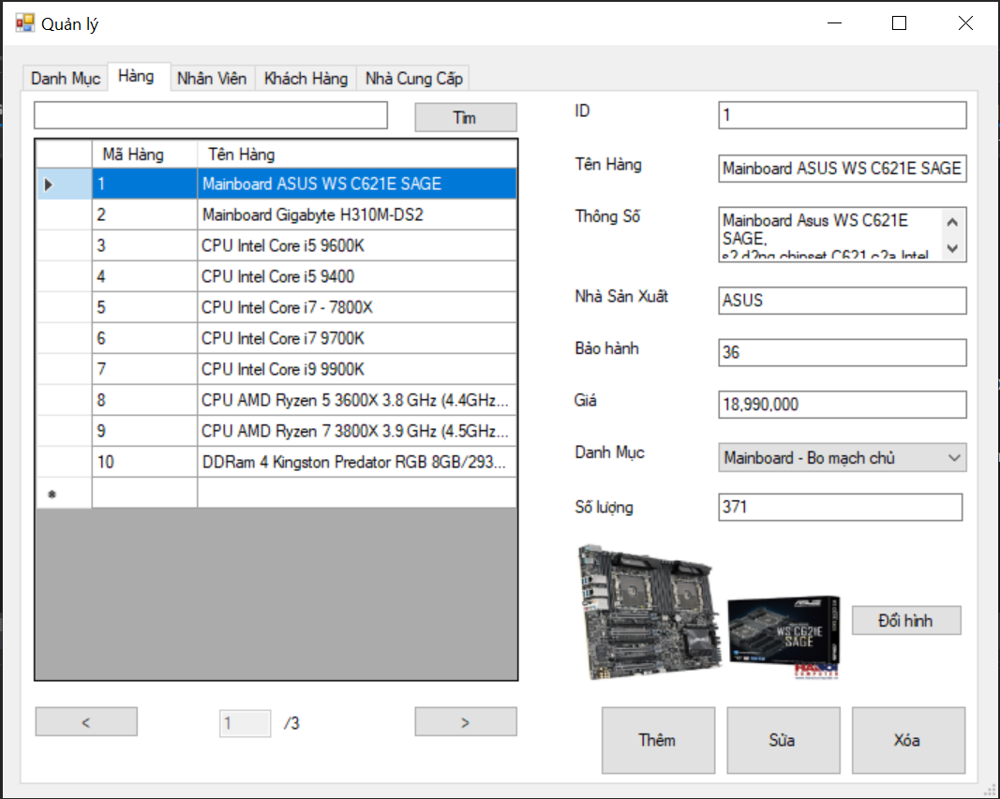 Quản lý
Danh Mục
Hàng
Nhân Viên
Khách Hàng
Nhà Cung Cấp
Tìm
Mã Hàng Tên Hàng
1 Mainboard ASUS WS C621E SAGE
2 Mainboard Gigabyte H310M-DS2
3 CPU Intel Core i5 9600K
4 CPU Intel Core i5 9400
5 CPU Intel Core i7 - 7800X
6 CPU Intel Core i7 9700K
7 CPU Intel Core i9 9900K
8 CPU AMD Ryzen 5 3600X 3.8 GHz (4.4GHz...
9 CPU AMD Ryzen 7 3800X 3.9 GHz (4.5GHz...
10 DDRam 4 Kingston Predator RGB 8GB/293...
< 1 /3 >
ID 1
Tên Hàng Mainboard ASUS WS C621E SAGE
Thông Số Mainboard Asus WS C621E
SAGE,
s? d?ng chipset C621 c?a Intel
Nhà Sản Xuất ASUS
Bảo hành 36
Giá 18,990,000
Danh Mục Mainboard - Bo mạch chủ
Số lượng 371
ASUS
WS C621E
SAGE
HANOI
COMPUTER
Đổi hình
Thêm
Sửa
Xóa